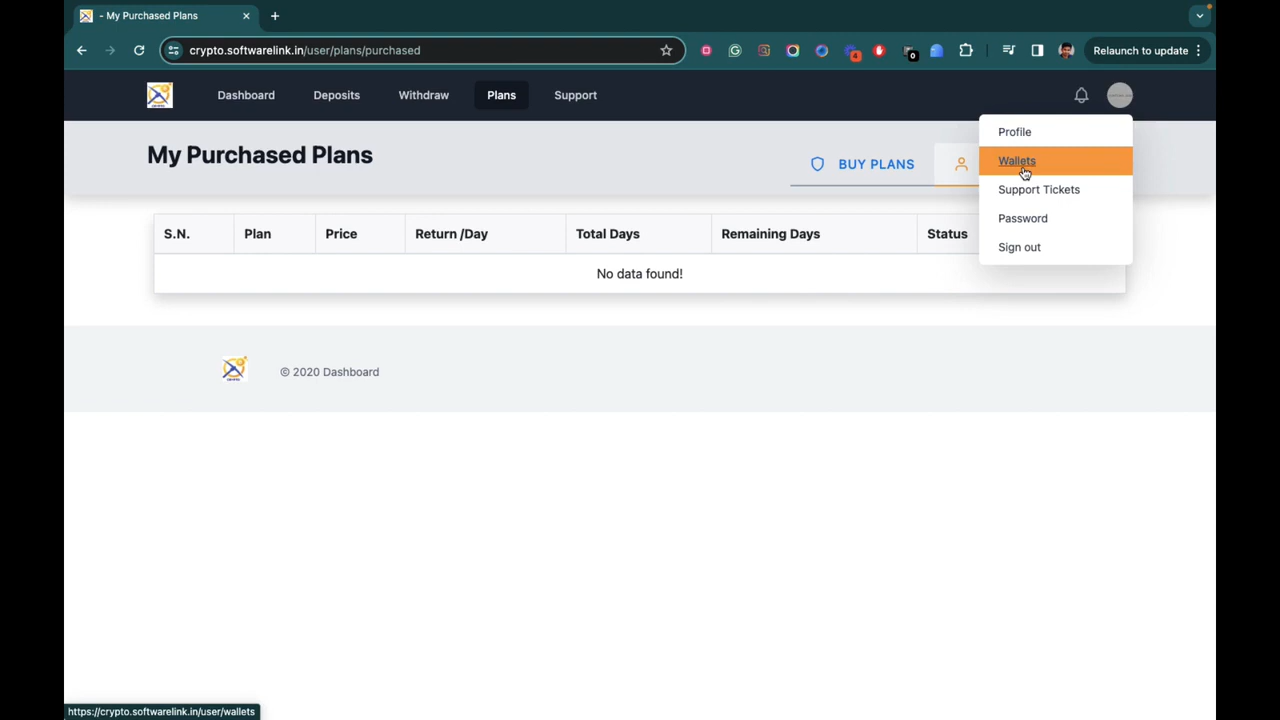 - My Purchased Plans
crypto.softwarelink.in/user/plans/purchased
4
0
Relaunch to update
Dashboard
Deposits
Withdraw
Plans
Support
My Purchased Plans
BUY PLANS
Profile
Wallets
Support Tickets
Password
Sign out
S.N.
Plan
Price
Return /Day
Total Days
Remaining Days
Status
No data found!
© 2020 Dashboard
https://crypto.softwarelink.in/user/wallets